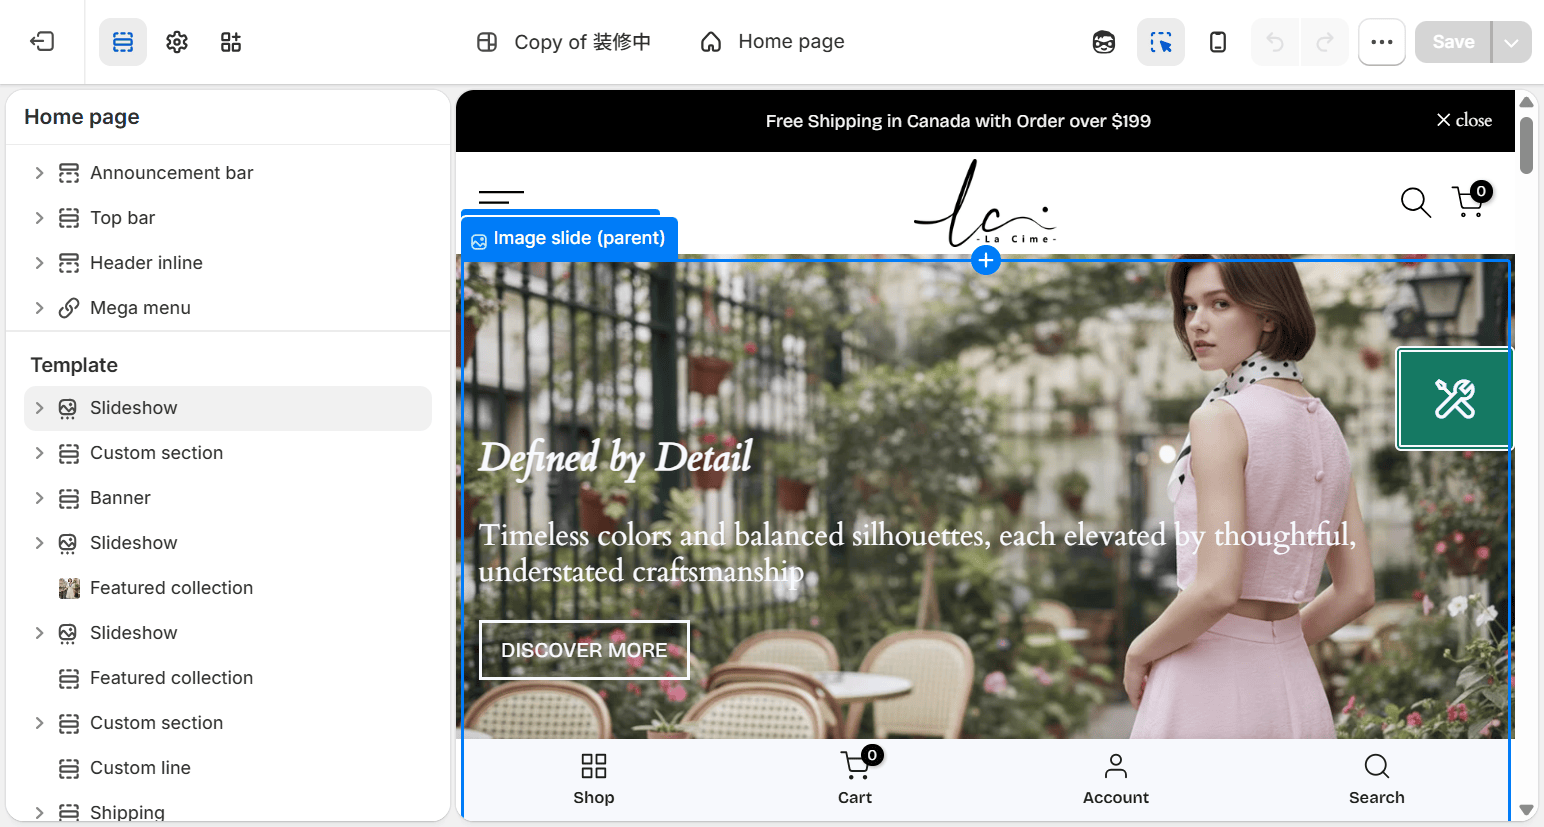 Copy of 装修中
Home page
Save
Home page
Announcement bar
Top bar
Header inline
Mega menu
Template
Slideshow
Custom section
Banner
Slideshow
Featured collection
Slideshow
Featured collection
Custom section
Custom line
Shipping
Free Shipping in Canada with Order over $199
close
lci
-La Cime-
0
Image slide (parent)
Defined by Detail
Timeless colors and balanced silhouettes, each elevated by thoughtful,
understated craftsmanship
DISCOVER MORE
0
Shop
Cart
Account
Search